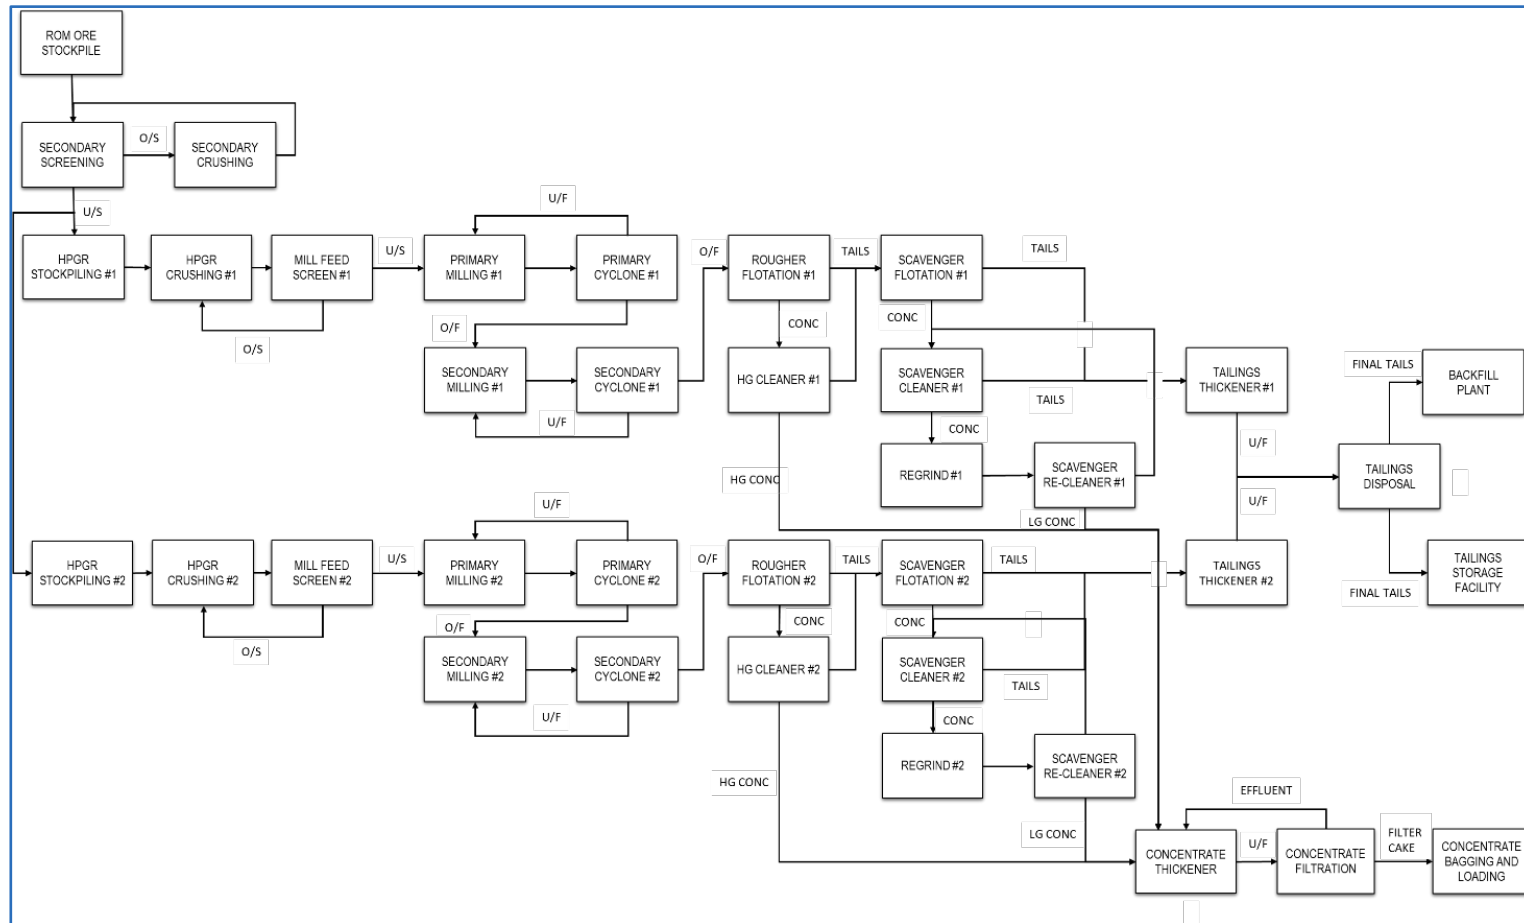 ROM ORE
STOCKPILE
SECONDARY
SCREENING
O/S
SECONDARY
CRUSHING
U/S
HPGR
STOCKPILING #1
HPGR
CRUSHING #1
MILL FEED
SCREEN #1
O/S
U/S
PRIMARY
MILLING #1
U/F
PRIMARY
CYCLONE #1
O/F
SECONDARY
MILLING #1
SECONDARY
CYCLONE #1
U/F
O/F
ROUGHER
FLOTATION #1
TAILS
SCAVENGER
FLOTATION #1
TAILS
CONC
HG CLEANER #1
CONC
SCAVENGER
CLEANER #1
TAILS
CONC
REGRIND #1
SCAVENGER
RE-CLEANER #1
HG CONC
LG CONC
TAILINGS
THICKENER #1
U/F
U/F
TAILINGS
THICKENER #2
TAILINGS
DISPOSAL
FINAL TAILS
BACKFILL
PLANT
FINAL TAILS
TAILINGS
STORAGE
FACILITY
HPGR
STOCKPILING #2
HPGR
CRUSHING #2
MILL FEED
SCREEN #2
O/S
U/S
PRIMARY
MILLING #2
U/F
PRIMARY
CYCLONE #2
O/F
SECONDARY
MILLING #2
SECONDARY
CYCLONE #2
U/F
O/F
ROUGHER
FLOTATION #2
TAILS
SCAVENGER
FLOTATION #2
TAILS
CONC
HG CLEANER #2
CONC
SCAVENGER
CLEANER #2
TAILS
CONC
REGRIND #2
SCAVENGER
RE-CLEANER #2
HG CONC
LG CONC
CONCENTRATE
THICKENER
EFFLUENT
U/F
CONCENTRATE
FILTRATION
FILTER
CAKE
CONCENTRATE
BAGGING AND
LOADING